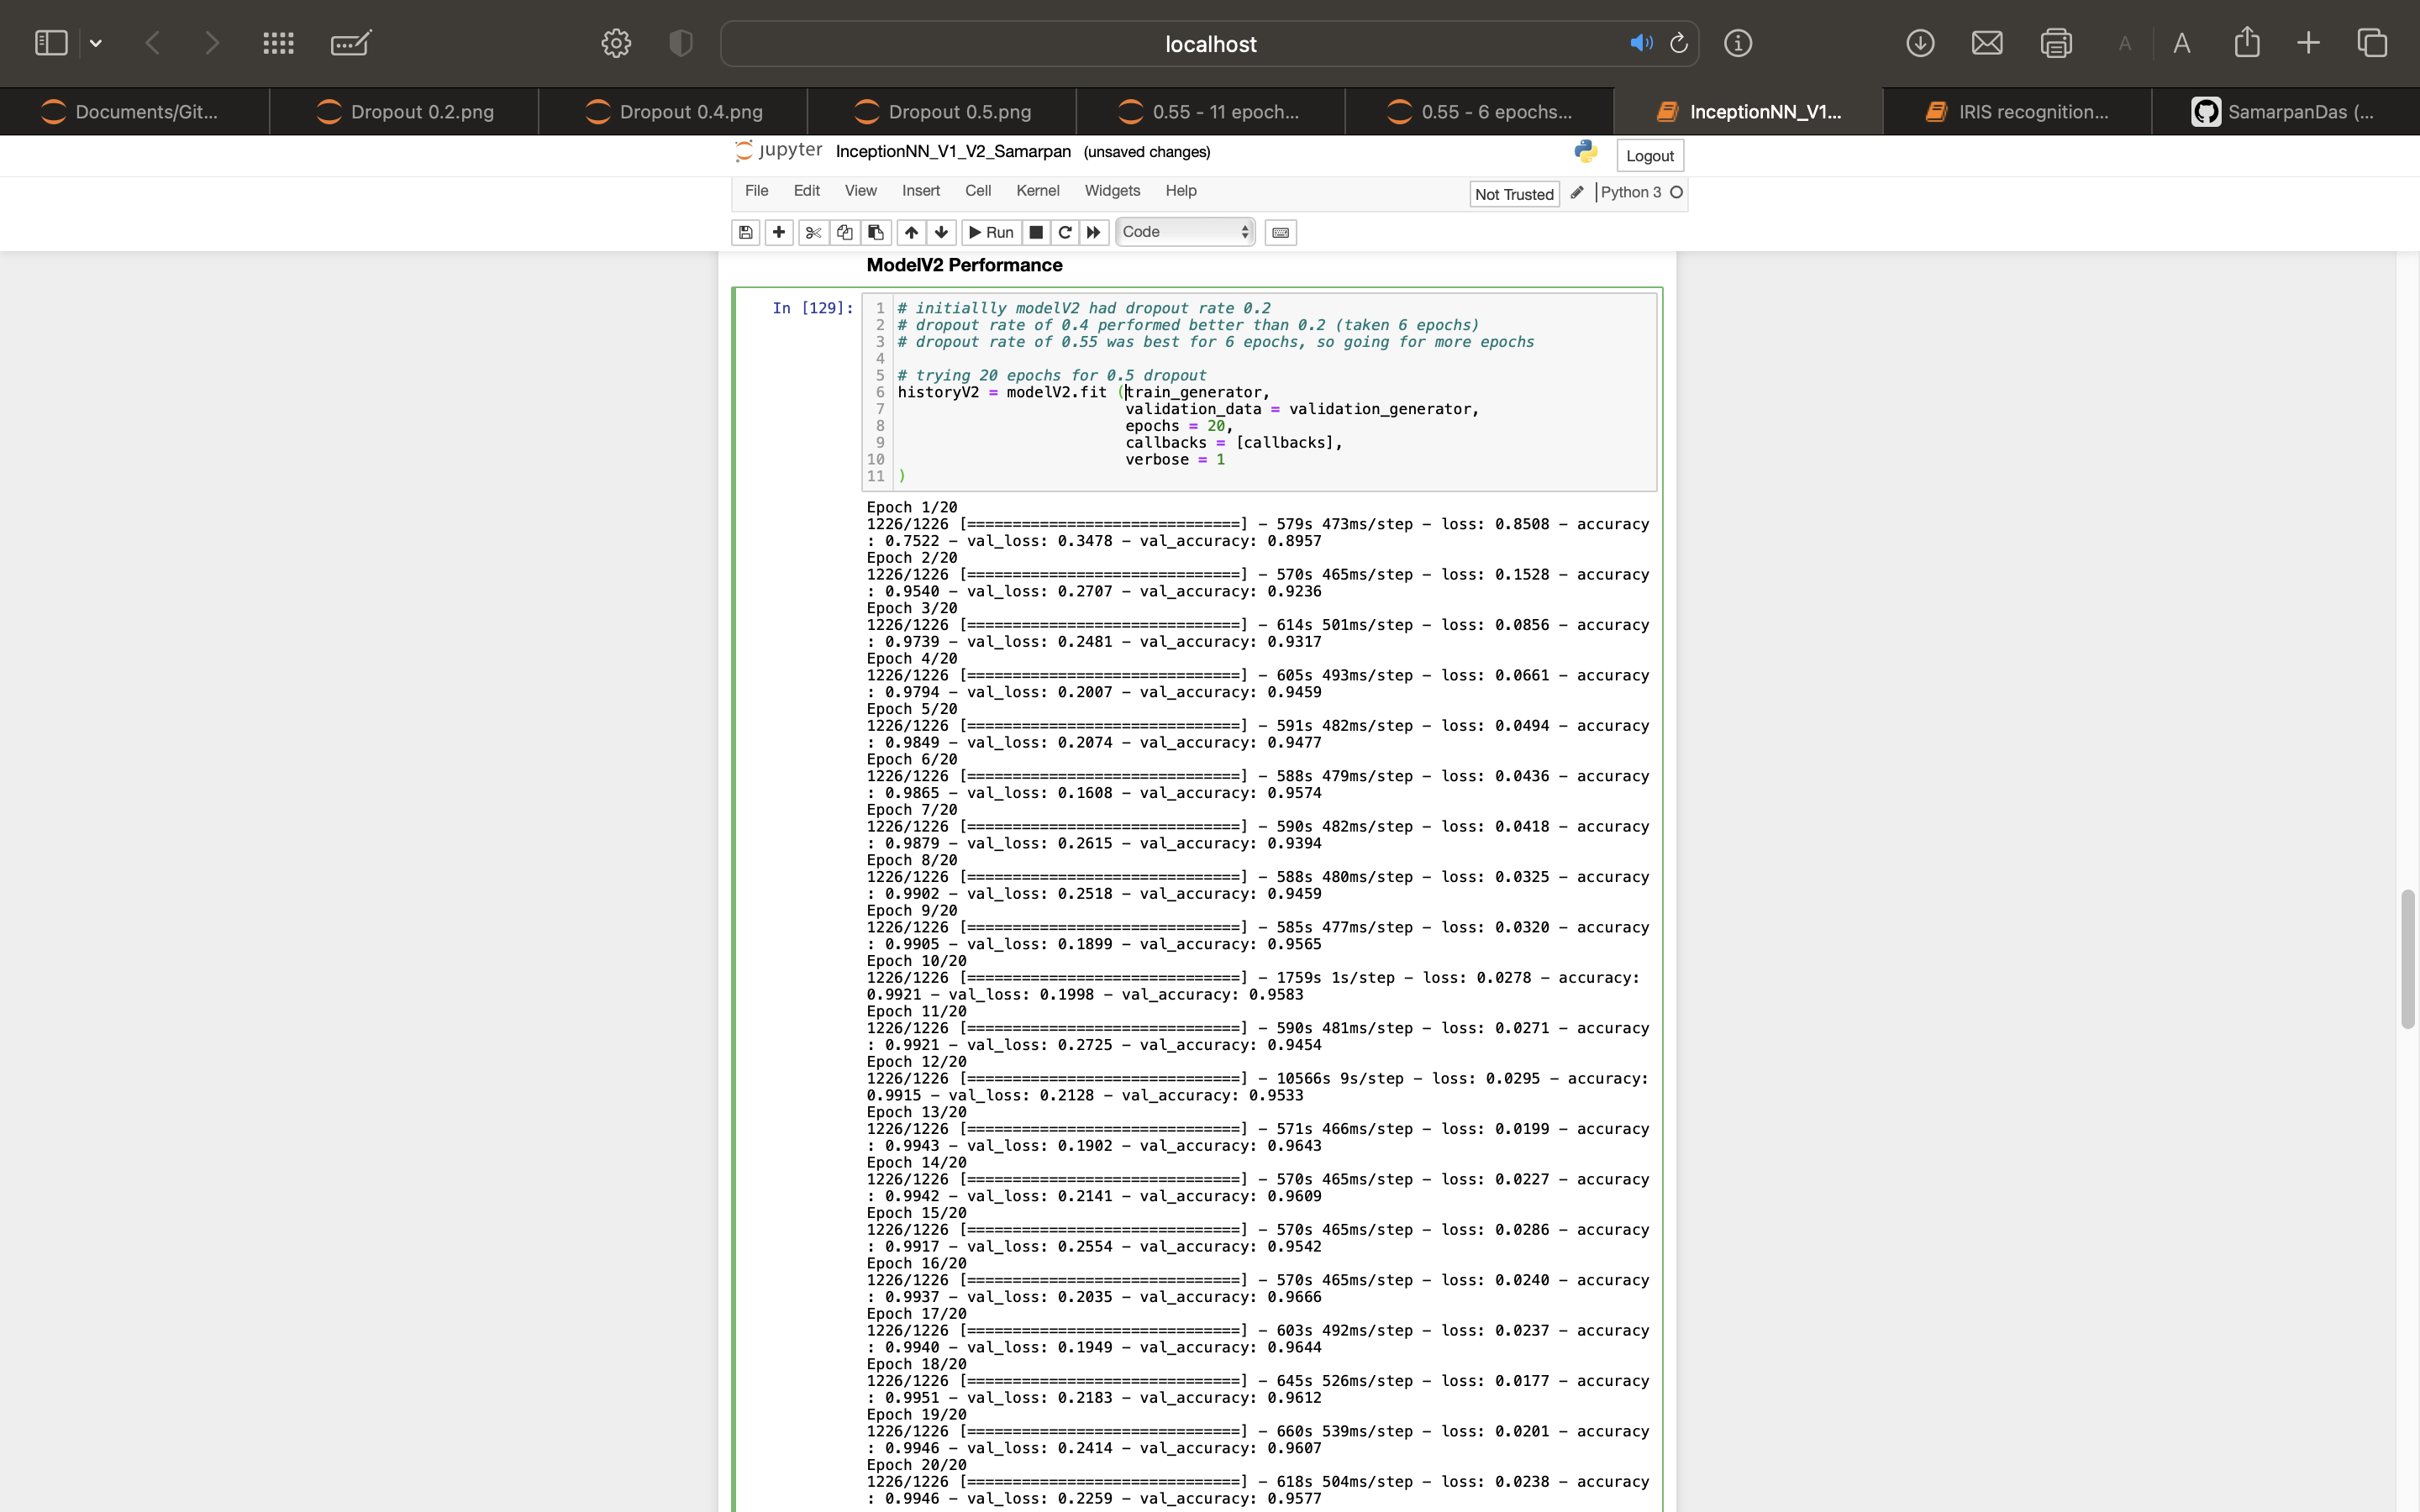 localhost
A A
Documents/Git... Dropout 0.2.png Dropout 0.4.png Dropout 0.5.png 0.55 - 11 epoch... 0.55 - 6 epochs... InceptionNN_V1... IRIS recognition... SamarpanDas (...
jupyter InceptionNN_V1_V2_Samarpan (unsaved changes) Logout
File Edit View Insert Cell Kernel Widgets Help Not Trusted Python 3
Run Code
ModelV2 Performance
In [129]:
1 # initiallly modelV2 had dropout rate 0.2
2 # dropout rate of 0.4 performed better than 0.2 (taken 6 epochs)
3 # dropout rate of 0.55 was best for 6 epochs, so going for more epochs
4
5 # trying 20 epochs for 0.5 dropout
6 historyV2 = modelV2.fit (train_generator,
7 validation_data = validation_generator,
8 epochs = 20,
9 callbacks = [callbacks],
10 verbose = 1
11 )
Epoch 1/20
1226/1226 [==============================] - 579s 473ms/step - loss: 0.8508 - accuracy
: 0.7522 - val_loss: 0.3478 - val_accuracy: 0.8957
Epoch 2/20
1226/1226 [==============================] - 570s 465ms/step - loss: 0.1528 - accuracy
: 0.9540 - val_loss: 0.2707 - val_accuracy: 0.9236
Epoch 3/20
1226/1226 [==============================] - 614s 501ms/step - loss: 0.0856 - accuracy
: 0.9739 - val_loss: 0.2481 - val_accuracy: 0.9317
Epoch 4/20
1226/1226 [==============================] - 605s 493ms/step - loss: 0.0661 - accuracy
: 0.9794 - val_loss: 0.2007 - val_accuracy: 0.9459
Epoch 5/20
1226/1226 [==============================] - 591s 482ms/step - loss: 0.0494 - accuracy
: 0.9849 - val_loss: 0.2074 - val_accuracy: 0.9477
Epoch 6/20
1226/1226 [==============================] - 588s 479ms/step - loss: 0.0436 - accuracy
: 0.9865 - val_loss: 0.1608 - val_accuracy: 0.9574
Epoch 7/20
1226/1226 [==============================] - 590s 482ms/step - loss: 0.0418 - accuracy
: 0.9879 - val_loss: 0.2615 - val_accuracy: 0.9394
Epoch 8/20
1226/1226 [==============================] - 588s 480ms/step - loss: 0.0325 - accuracy
: 0.9902 - val_loss: 0.2518 - val_accuracy: 0.9459
Epoch 9/20
1226/1226 [==============================] - 585s 477ms/step - loss: 0.0320 - accuracy
: 0.9905 - val_loss: 0.1899 - val_accuracy: 0.9565
Epoch 10/20
1226/1226 [==============================] - 1759s 1s/step - loss: 0.0278 - accuracy:
0.9921 - val_loss: 0.1998 - val_accuracy: 0.9583
Epoch 11/20
1226/1226 [==============================] - 590s 481ms/step - loss: 0.0271 - accuracy
: 0.9921 - val_loss: 0.2725 - val_accuracy: 0.9454
Epoch 12/20
1226/1226 [==============================] - 10566s 9s/step - loss: 0.0295 - accuracy:
0.9915 - val_loss: 0.2128 - val_accuracy: 0.9533
Epoch 13/20
1226/1226 [==============================] - 571s 466ms/step - loss: 0.0199 - accuracy
: 0.9943 - val_loss: 0.1902 - val_accuracy: 0.9643
Epoch 14/20
1226/1226 [==============================] - 570s 465ms/step - loss: 0.0227 - accuracy
: 0.9942 - val_loss: 0.2141 - val_accuracy: 0.9609
Epoch 15/20
1226/1226 [==============================] - 570s 465ms/step - loss: 0.0286 - accuracy
: 0.9917 - val_loss: 0.2554 - val_accuracy: 0.9542
Epoch 16/20
1226/1226 [==============================] - 570s 465ms/step - loss: 0.0240 - accuracy
: 0.9937 - val_loss: 0.2035 - val_accuracy: 0.9666
Epoch 17/20
1226/1226 [==============================] - 603s 492ms/step - loss: 0.0237 - accuracy
: 0.9940 - val_loss: 0.1949 - val_accuracy: 0.9644
Epoch 18/20
1226/1226 [==============================] - 645s 526ms/step - loss: 0.0177 - accuracy
: 0.9951 - val_loss: 0.2183 - val_accuracy: 0.9612
Epoch 19/20
1226/1226 [==============================] - 660s 539ms/step - loss: 0.0201 - accuracy
: 0.9946 - val_loss: 0.2414 - val_accuracy: 0.9607
Epoch 20/20
1226/1226 [==============================] - 618s 504ms/step - loss: 0.0238 - accuracy
: 0.9946 - val_loss: 0.2259 - val_accuracy: 0.9577